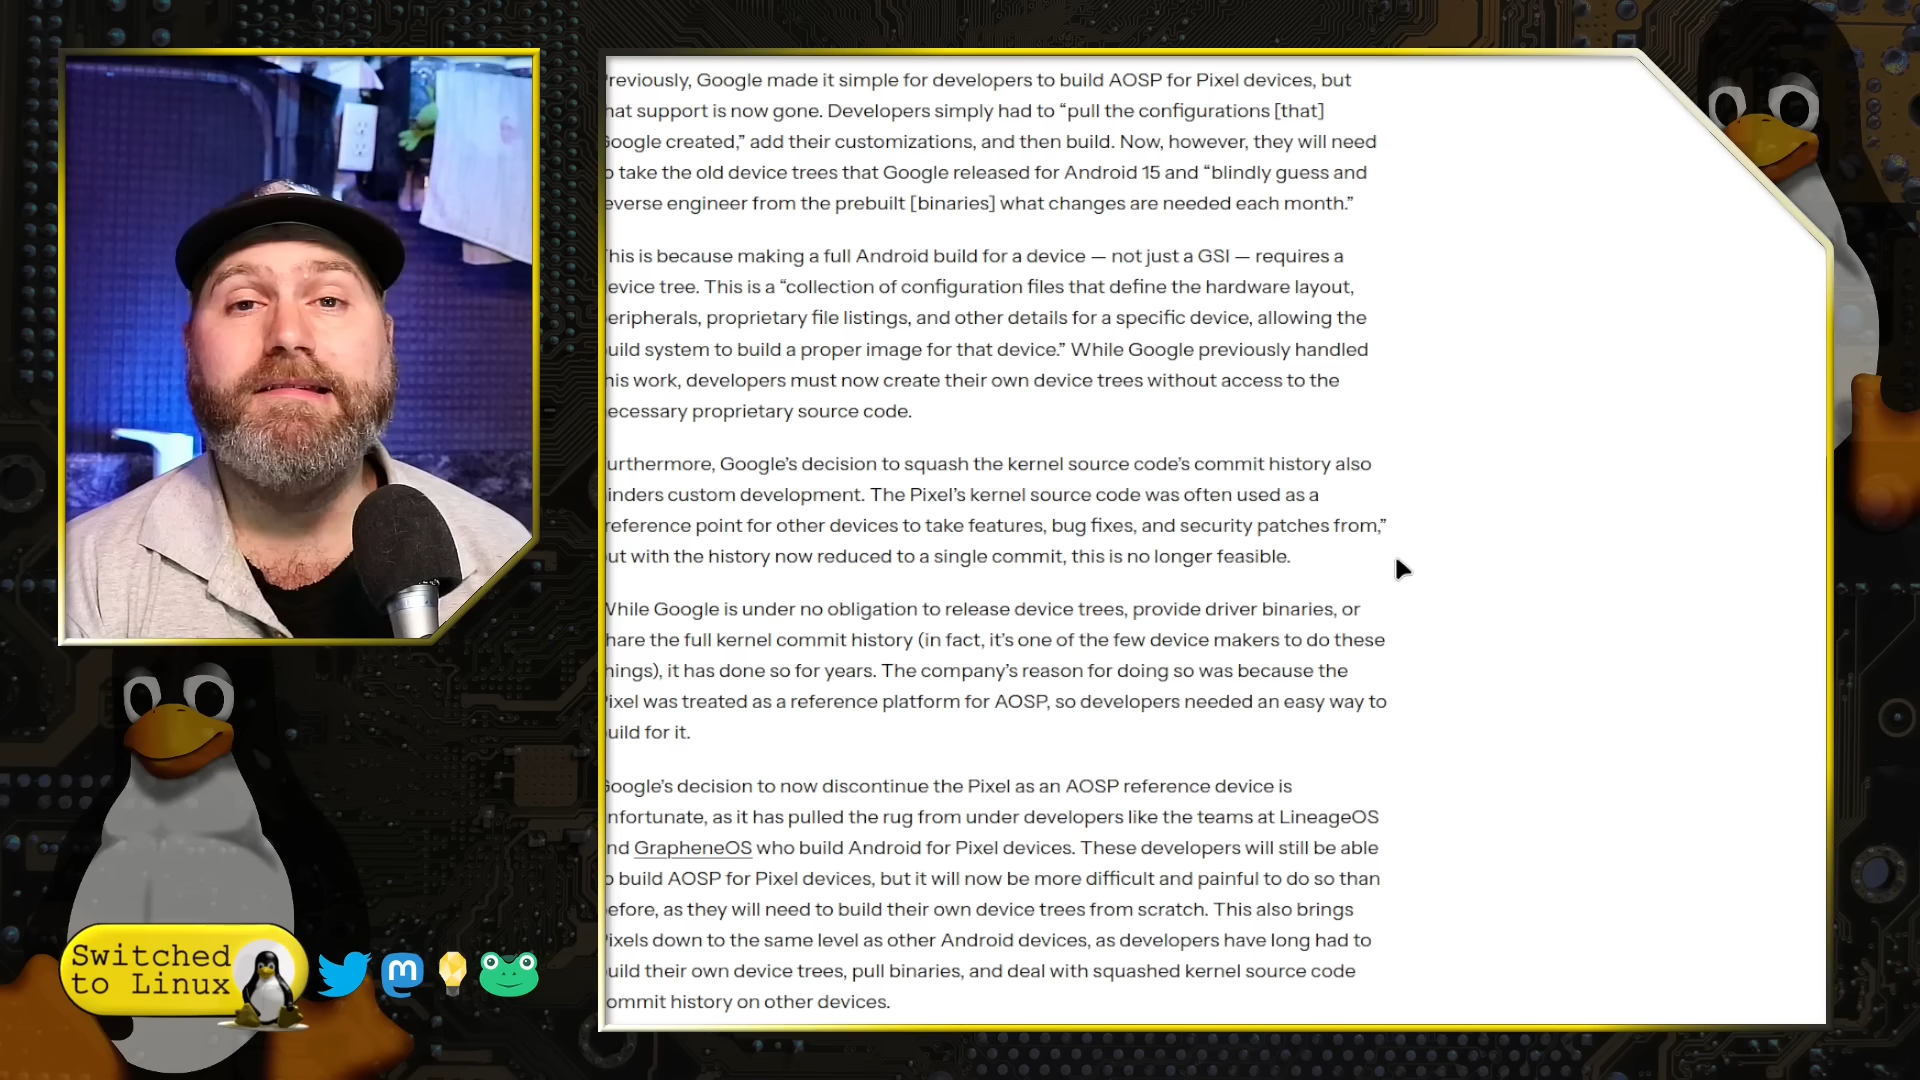 reviously, Google made it simple for developers to build AOSP for Pixel devices, but
hat support is now gone. Developers simply had to “pull the configurations [that]
Google created,” add their customizations, and then build. Now, however, they will need
o take the old device trees that Google released for Android 15 and “blindly guess and
everse engineer from the prebuilt [binaries] what changes are needed each month.”
This is because making a full Android build for a device — not just a GSI — requires a
evice tree. This is a “collection of configuration files that define the hardware layout,
eripherals, proprietary file listings, and other details for a specific device, allowing the
uild system to build a proper image for that device.” While Google previously handled
his work, developers must now create their own device trees without access to the
ecessary proprietary source code.
urthermore, Google’s decision to squash the kernel source code’s commit history also
inders custom development. The Pixel’s kernel source code was often used as a
reference point for other devices to take features, bug fixes, and security patches from,”
ut with the history now reduced to a single commit, this is no longer feasible.
While Google is under no obligation to release device trees, provide driver binaries, or
hare the full kernel commit history (in fact, it’s one of the few device makers to do these
hings), it has done so for years. The company’s reason for doing so was because the
Pixel was treated as a reference platform for AOSP, so developers needed an easy way to
uild for it.
Google’s decision to now discontinue the Pixel as an AOSP reference device is
nfortunate, as it has pulled the rug from under developers like the teams at LineageOS
nd GrapheneOS who build Android for Pixel devices. These developers will still be able
o build AOSP for Pixel devices, but it will now be more difficult and painful to do so than
efore, as they will need to build their own device trees from scratch. This also brings
Pixels down to the same level as other Android devices, as developers have long had to
uild their own device trees, pull binaries, and deal with squashed kernel source code
ommit history on other devices.
Switched
to Linux